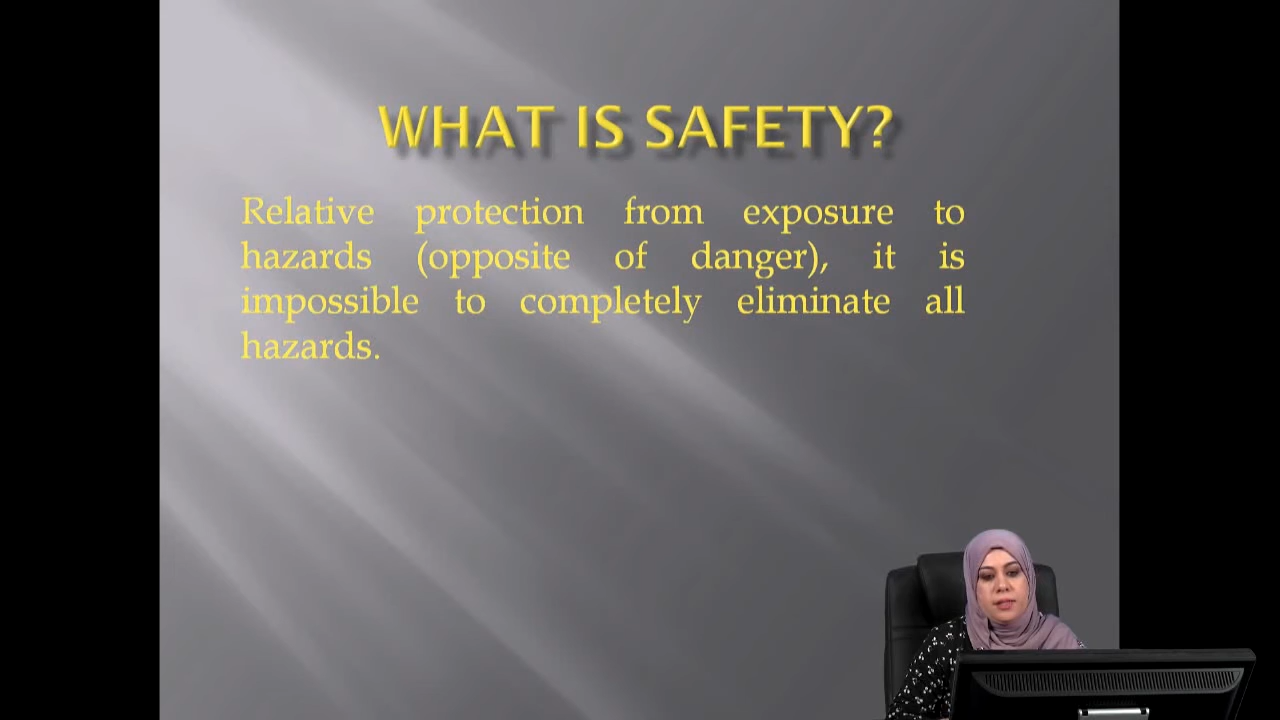 WHAT IS SAFETY?
Relative protection from exposure to
hazards (opposite of danger), it is
impossible to completely eliminate all
hazards.